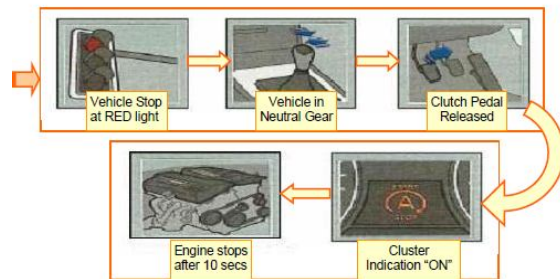 Vehicle Stop
at RED light
Vehicle in
Neutral Gear
Clutch Pedal
Released
Engine stops
after 10 secs
A
Cluster
Indication “ON”